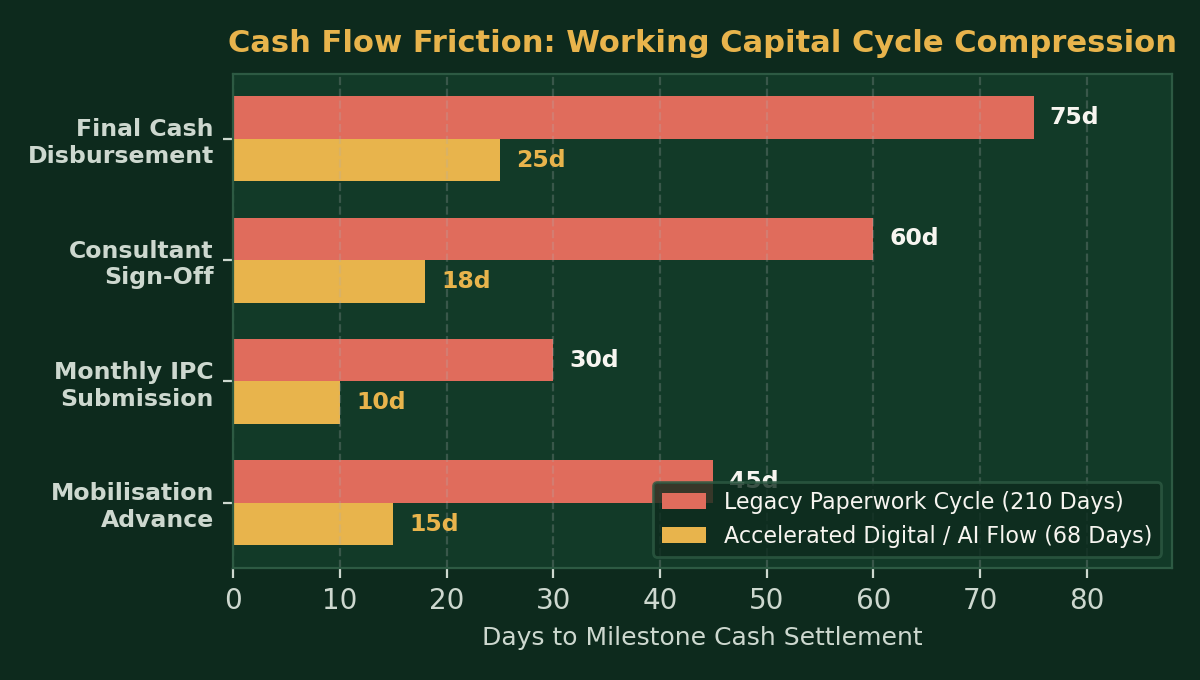 Cash Flow Friction: Working Capital Cycle Compression
Final Cash
Disbursement
75d
25d
Consultant
Sign-Off
60d
18d
Monthly IPC
Submission
30d
10d
Mobilisation
Advance
45d
15d
Legacy Paperwork Cycle (210 Days)
Accelerated Digital / AI Flow (68 Days)
0 10 20 30 40 50 60 70 80
Days to Milestone Cash Settlement